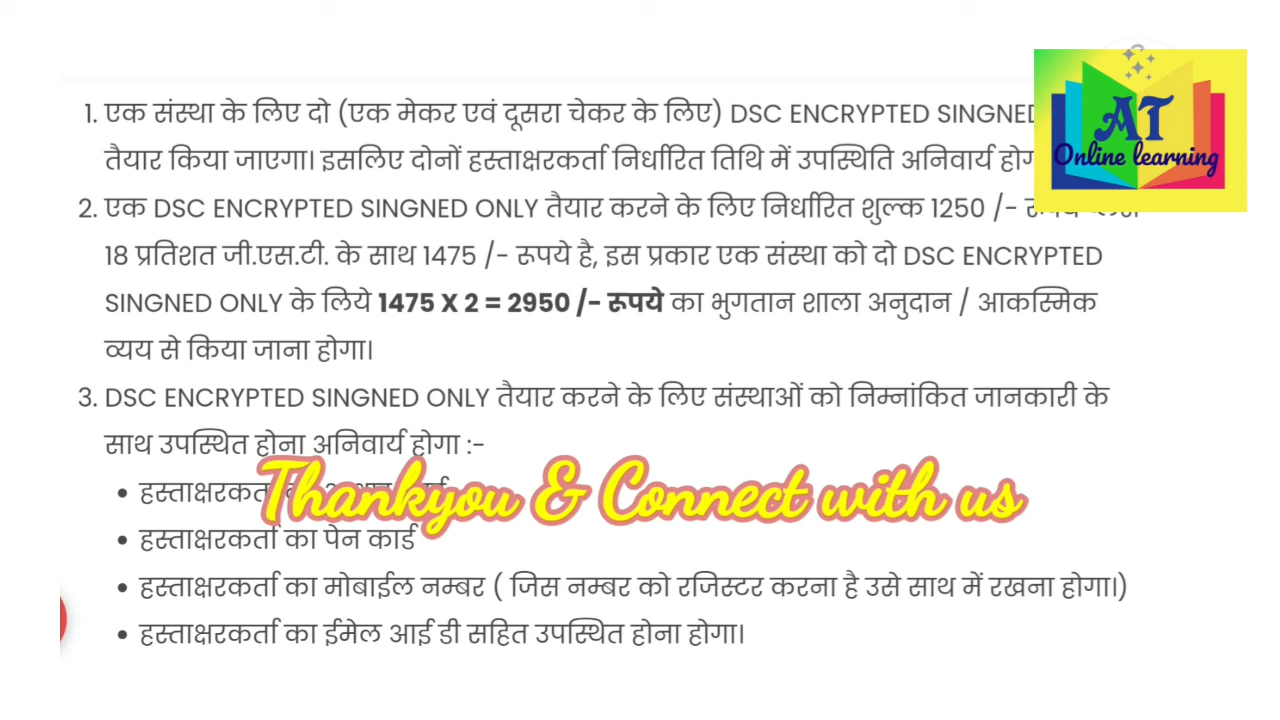 1. एक संस्था के लिए दो (एक मेकर एवं दूसरा चेकर के लिए) DSC ENCRYPTED SINGNED
तैयार किया जाएगा। इसलिए दोनों हस्ताक्षरकर्ता निर्धारित तिथि में उपस्थिति अनिवार्य
AT
Online learning
2. एक DSC ENCRYPTED SINGNED ONLY तैयार करने के लिए निर्धारित शुल्क 1250 /-
18 प्रतिशत जी.एस.टी. के साथ 1475 /- रूपये है, इस प्रकार एक संस्था को दो DSC ENCRYPTED
SINGNED ONLY के लिये 1475 X 2 = 2950 /- रूपये का भुगतान शाला अनुदान / आकस्मिक
व्यय से किया जाना होगा।
3. DSC ENCRYPTED SINGNED ONLY तैयार करने के लिए संस्थाओं को निम्नांकित जानकारी के
साथ उपस्थित होना अनिवार्य होगा :-
Thankyou & Connect with us
• हस्ताक्षरकर्ता का पेन कार्ड
• हस्ताक्षरकर्ता का मोबाईल नम्बर ( जिस नम्बर को रजिस्टर करना है उसे साथ में रखना होगा।)
• हस्ताक्षरकर्ता का ईमेल आई डी सहित उपस्थित होना होगा।